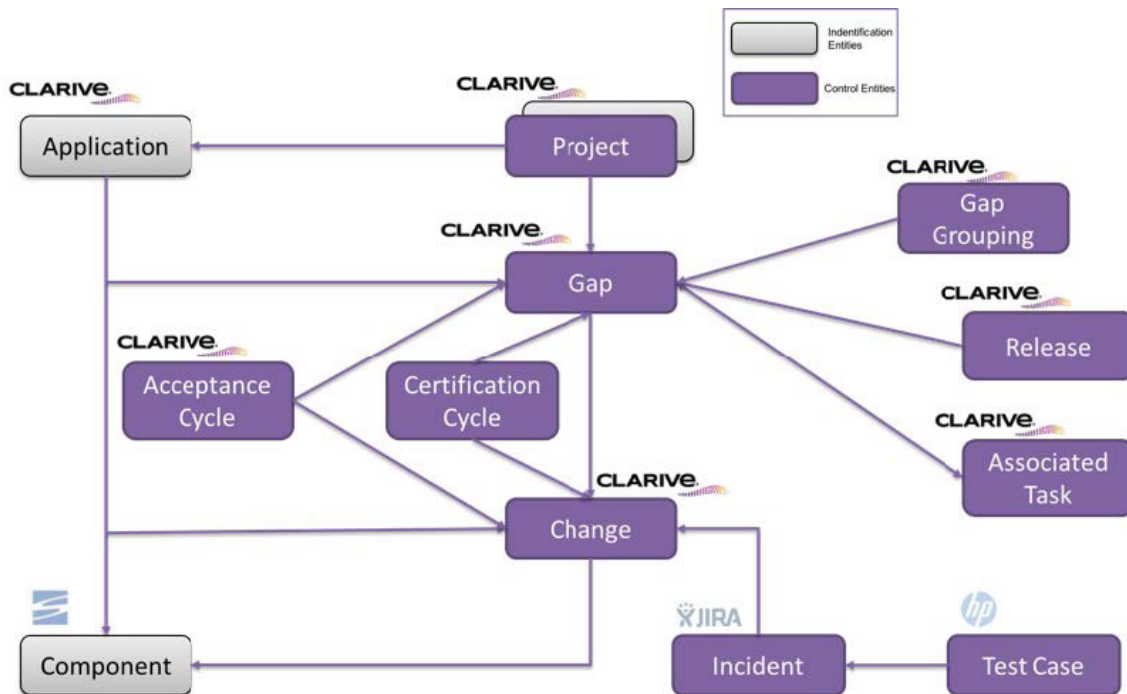 Indentification
Entities
Control Entities
CLARIVE
CLARIVE
Application
Project
CLARIVE
Gap
Grouping
CLARIVE
Gap
CLARIVE
Release
CLARIVE
Acceptance
Cycle
Certification
Cycle
CLARIVE
Associated
Task
CLARIVE
Change
JIRA
hp
Component
Incident
Test Case